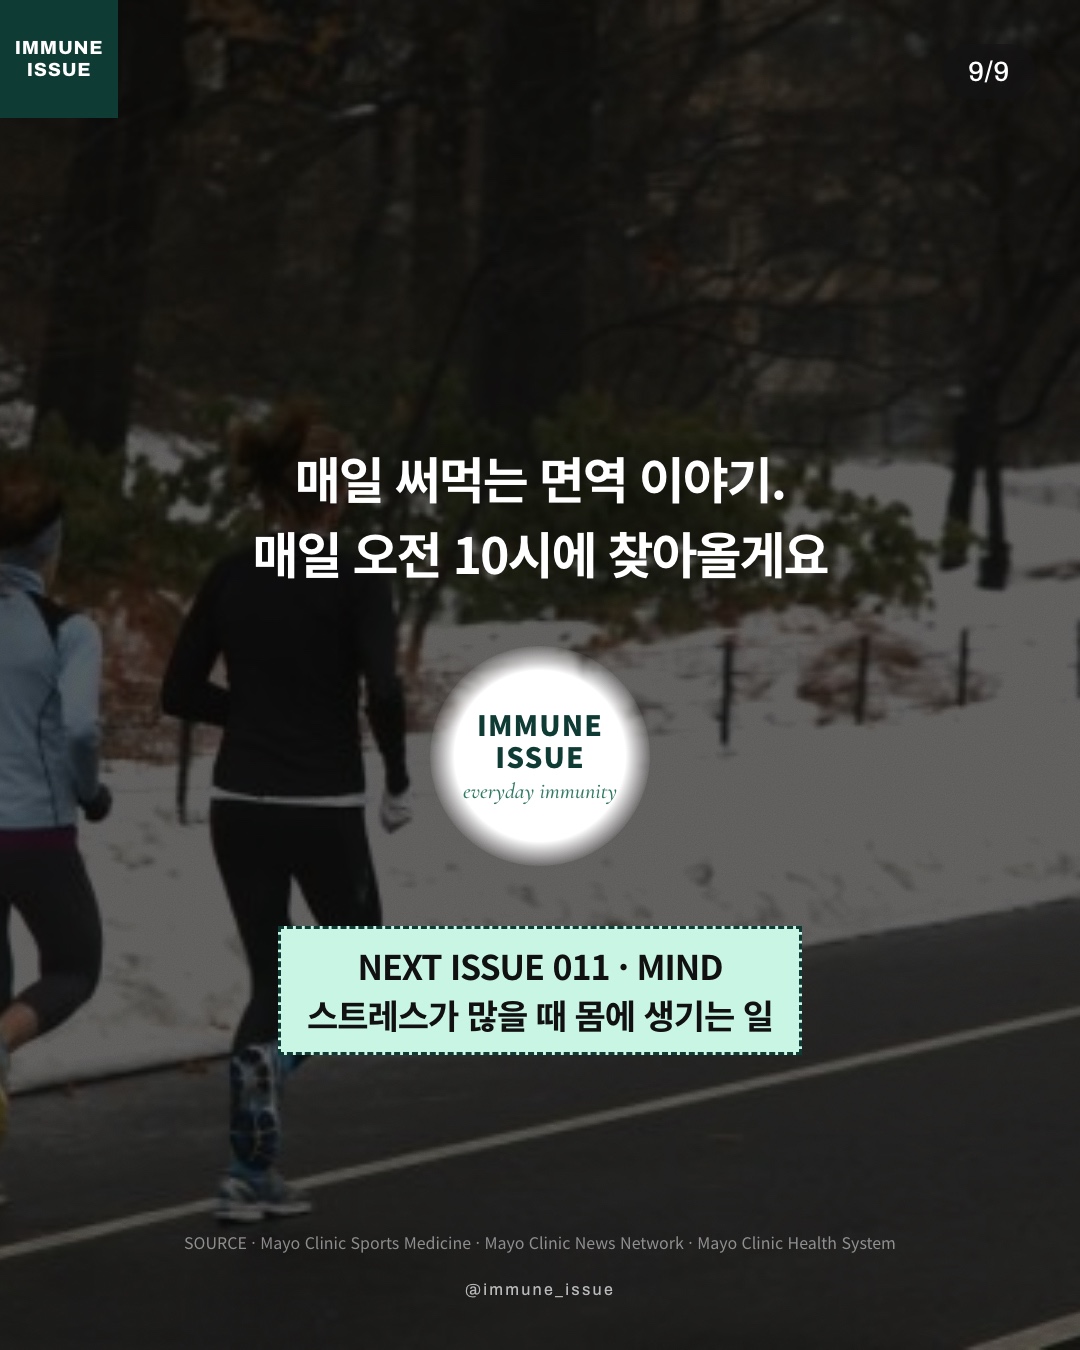 IMMUNE
ISSUE
9/9
매일 써먹는 면역 이야기.
매일 오전 10시에 찾아올게요
IMMUNE
ISSUE
everyday immunity
NEXT ISSUE 011 · MIND
스트레스가 많을 때 몸에 생기는 일
SOURCE · Mayo Clinic Sports Medicine · Mayo Clinic News Network · Mayo Clinic Health System
@immune_issue